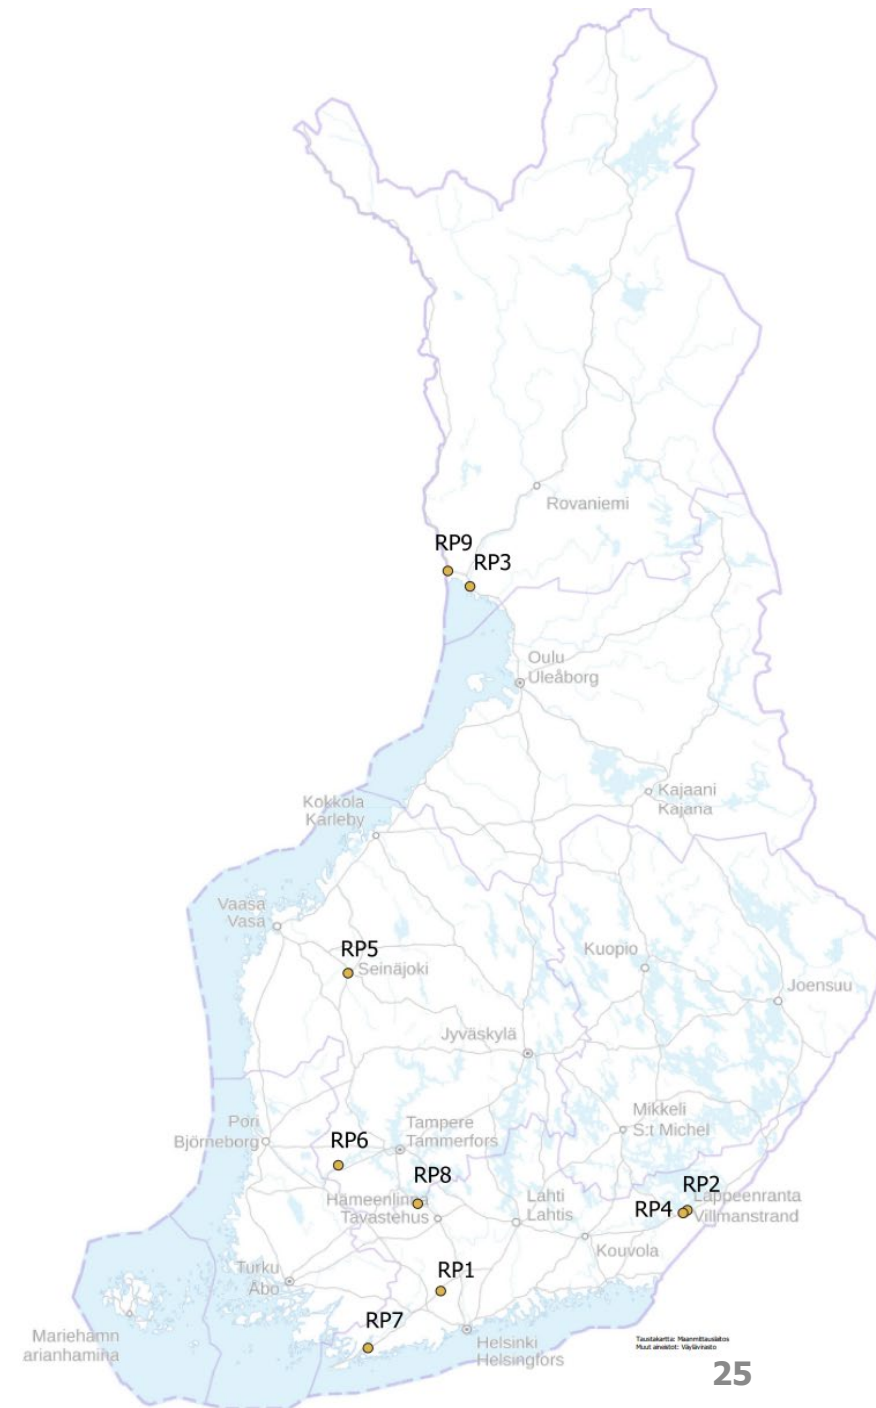 Rovaniemi
RP9
RP3
Oulu
Uleåborg
Kajaani
Kajana
Kokkola
Karleby
Vaasa
Vasa
RP5
Seinäjoki
Kuopio
Joensuu
Jyväskylä
Mikkeli
S:t Michel
Pori
Björneborg
Tampere
Tammerfors
RP6
RP8
Hämeenlinna
Tavastehus
Lahti
Lahtis
RP2
RP4
Lappeenranta
Villmanstrand
Kouvola
Turku
Åbo
RP1
RP7
Helsinki
Helsingfors
Mariehamn
arianhamina
Taustakartta: Maanmittauslaitos
Muut aineistot: Väylävirasto
25